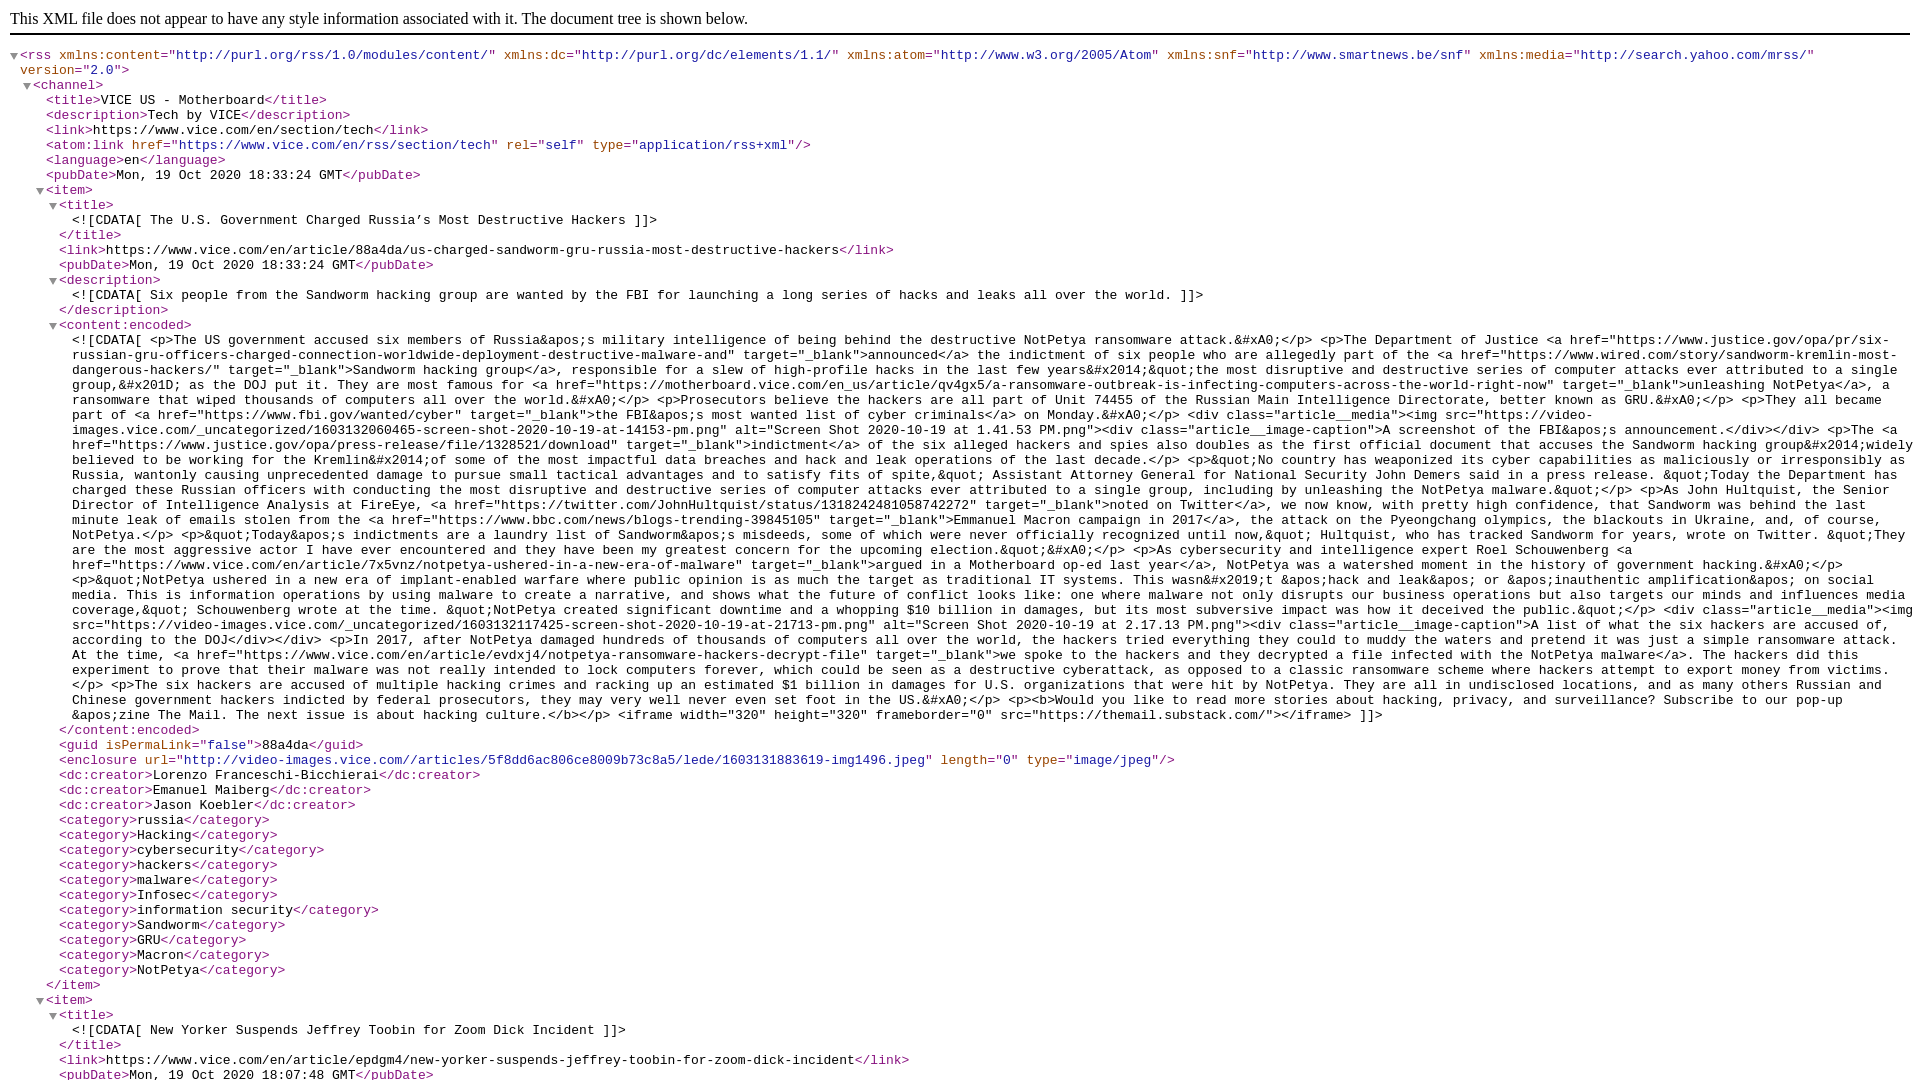 This XML file does not appear to have any style information associated with it. The document tree is shown below.
<rss xmlns:content="http://purl.org/rss/1.0/modules/content/" xmlns:dc="http://purl.org/dc/elements/1.1/" xmlns:atom="http://www.w3.org/2005/Atom" xmlns:snf="http://www.smartnews.be/snf" xmlns:media="http://search.yahoo.com/mrss/"
version="2.0">
<channel>
<title>VICE US - Motherboard</title>
<description>Tech by VICE</description>
<link>https://www.vice.com/en/section/tech</link>
<atom:link href="https://www.vice.com/en/rss/section/tech" rel="self" type="application/rss+xml"/>
<language>en</language>
<pubDate>Mon, 19 Oct 2020 18:33:24 GMT</pubDate>
<item>
<title>
<![CDATA[ The U.S. Government Charged Russia’s Most Destructive Hackers ]]>
</title>
<link>https://www.vice.com/en/article/88a4da/us-charged-sandworm-gru-russia-most-destructive-hackers</link>
<pubDate>Mon, 19 Oct 2020 18:33:24 GMT</pubDate>
<description>
<![CDATA[ Six people from the Sandworm hacking group are wanted by the FBI for launching a long series of hacks and leaks all over the world. ]]>
</description>
<content:encoded>
<![CDATA[ <p>The US government accused six members of Russia&apos;s military intelligence of being behind the destructive NotPetya ransomware attack.&#xA0;</p> <p>The Department of Justice <a href="https://www.justice.gov/opa/pr/six-
russian-gru-officers-charged-connection-worldwide-deployment-destructive-malware-and" target="_blank">announced</a> the indictment of six people who are allegedly part of the <a href="https://www.wired.com/story/sandworm-kremlin-most-
dangerous-hackers/" target="_blank">Sandworm hacking group</a>, responsible for a slew of high-profile hacks in the last few years&#x2014;&quot;the most disruptive and destructive series of computer attacks ever attributed to a single
group,&#x201D; as the DOJ put it. They are most famous for <a href="https://motherboard.vice.com/en_us/article/qv4gx5/a-ransomware-outbreak-is-infecting-computers-across-the-world-right-now" target="_blank">unleashing NotPetya</a>, a
ransomware that wiped thousands of computers all over the world.&#xA0;</p> <p>Prosecutors believe the hackers are all part of Unit 74455 of the Russian Main Intelligence Directorate, better known as GRU.&#xA0;</p> <p>They all became
part of <a href="https://www.fbi.gov/wanted/cyber" target="_blank">the FBI&apos;s most wanted list of cyber criminals</a> on Monday.&#xA0;</p> <div class="article__media"><img src="https://video-
images.vice.com/_uncategorized/1603132060465-screen-shot-2020-10-19-at-14153-pm.png" alt="Screen Shot 2020-10-19 at 1.41.53 PM.png"><div class="article__image-caption">A screenshot of the FBI&apos;s announcement.</div></div> <p>The <a
href="https://www.justice.gov/opa/press-release/file/1328521/download" target="_blank">indictment</a> of the six alleged hackers and spies also doubles as the first official document that accuses the Sandworm hacking group&#x2014;widely
believed to be working for the Kremlin&#x2014;of some of the most impactful data breaches and hack and leak operations of the last decade.</p> <p>&quot;No country has weaponized its cyber capabilities as maliciously or irresponsibly as
Russia, wantonly causing unprecedented damage to pursue small tactical advantages and to satisfy fits of spite,&quot; Assistant Attorney General for National Security John Demers said in a press release. &quot;Today the Department has
charged these Russian officers with conducting the most disruptive and destructive series of computer attacks ever attributed to a single group, including by unleashing the NotPetya malware.&quot;</p> <p>As John Hultquist, the Senior
Director of Intelligence Analysis at FireEye, <a href="https://twitter.com/JohnHultquist/status/1318242481058742272" target="_blank">noted on Twitter</a>, we now know, with pretty high confidence, that Sandworm was behind the last
minute leak of emails stolen from the <a href="https://www.bbc.com/news/blogs-trending-39845105" target="_blank">Emmanuel Macron campaign in 2017</a>, the attack on the Pyeongchang olympics, the blackouts in Ukraine, and, of course,
NotPetya.</p> <p>&quot;Today&apos;s indictments are a laundry list of Sandworm&apos;s misdeeds, some of which were never officially recognized until now,&quot; Hultquist, who has tracked Sandworm for years, wrote on Twitter. &quot;They
are the most aggressive actor I have ever encountered and they have been my greatest concern for the upcoming election.&quot;&#xA0;</p> <p>As cybersecurity and intelligence expert Roel Schouwenberg <a
href="https://www.vice.com/en/article/7x5vnz/notpetya-ushered-in-a-new-era-of-malware" target="_blank">argued in a Motherboard op-ed last year</a>, NotPetya was a watershed moment in the history of government hacking.&#xA0;</p>
<p>&quot;NotPetya ushered in a new era of implant-enabled warfare where public opinion is as much the target as traditional IT systems. This wasn&#x2019;t &apos;hack and leak&apos; or &apos;inauthentic amplification&apos; on social
media. This is information operations by using malware to create a narrative, and shows what the future of conflict looks like: one where malware not only disrupts our business operations but also targets our minds and influences media
coverage,&quot; Schouwenberg wrote at the time. &quot;NotPetya created significant downtime and a whopping $10 billion in damages, but its most subversive impact was how it deceived the public.&quot;</p> <div class="article__media"><img
src="https://video-images.vice.com/_uncategorized/1603132117425-screen-shot-2020-10-19-at-21713-pm.png" alt="Screen Shot 2020-10-19 at 2.17.13 PM.png"><div class="article__image-caption">A list of what the six hackers are accused of,
according to the DOJ</div></div> <p>In 2017, after NotPetya damaged hundreds of thousands of computers all over the world, the hackers tried everything they could to muddy the waters and pretend it was just a simple ransomware attack.
At the time, <a href="https://www.vice.com/en/article/evdxj4/notpetya-ransomware-hackers-decrypt-file" target="_blank">we spoke to the hackers and they decrypted a file infected with the NotPetya malware</a>. The hackers did this
experiment to prove that their malware was not really intended to lock computers forever, which could be seen as a destructive cyberattack, as opposed to a classic ransomware scheme where hackers attempt to export money from victims.
</p> <p>The six hackers are accused of multiple hacking crimes and racking up an estimated $1 billion in damages for U.S. organizations that were hit by NotPetya. They are all in undisclosed locations, and as many others Russian and
Chinese government hackers indicted by federal prosecutors, they may very well never even set foot in the US.&#xA0;</p> <p><b>Would you like to read more stories about hacking, privacy, and surveillance? Subscribe to our pop-up
&apos;zine The Mail. The next issue is about hacking culture.</b></p> <iframe width="320" height="320" frameborder="0" src="https://themail.substack.com/"></iframe> ]]>
</content:encoded>
<guid isPermaLink="false">88a4da</guid>
<enclosure url="http://video-images.vice.com//articles/5f8dd6ac806ce8009b73c8a5/lede/1603131883619-img1496.jpeg" length="0" type="image/jpeg"/>
<dc:creator>Lorenzo Franceschi-Bicchierai</dc:creator>
<dc:creator>Emanuel Maiberg</dc:creator>
<dc:creator>Jason Koebler</dc:creator>
<category>russia</category>
<category>Hacking</category>
<category>cybersecurity</category>
<category>hackers</category>
<category>malware</category>
<category>Infosec</category>
<category>information security</category>
<category>Sandworm</category>
<category>GRU</category>
<category>Macron</category>
<category>NotPetya</category>
</item>
<item>
<title>
<![CDATA[ New Yorker Suspends Jeffrey Toobin for Zoom Dick Incident ]]>
</title>
<link>https://www.vice.com/en/article/epdgm4/new-yorker-suspends-jeffrey-toobin-for-zoom-dick-incident</link>
<pubDate>Mon, 19 Oct 2020 18:07:48 GMT</pubDate>